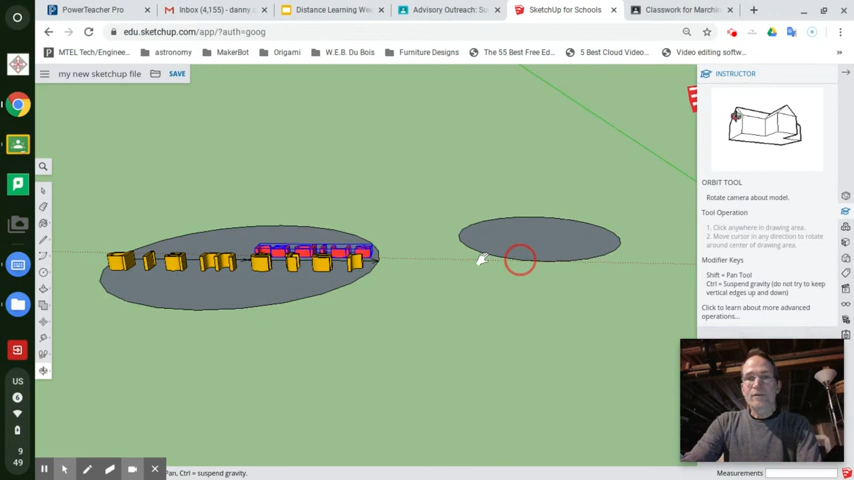 PowerTeacher Pro
Inbox (4,155) - danny
Distance Learning Wee
Advisory Outreach: Su
SketchUp for Schools
Classwork for Marchin
edu.sketchup.com/app/?auth=goog
MTEL Tech/Enginee...
astronomy
MakerBot
Origami
W.E.B. Du Bois
Furniture Designs
The 55 Best Free Ed...
5 Best Cloud Video...
Video editing softw...
my new sketchup file
SAVE
INSTRUCTOR
ORBIT TOOL
Rotate camera about model.
Tool Operation
1. Click anywhere in drawing area.
2. Move cursor in any direction to rotate
around center of drawing area.
Modifier Keys
Shift = Pan Tool
Ctrl = Suspend gravity (do not try to keep
vertical edges up and down)
Click to learn about more advanced
operations...
US
6
9
49
Pan, Ctrl = suspend gravity.
Measurements